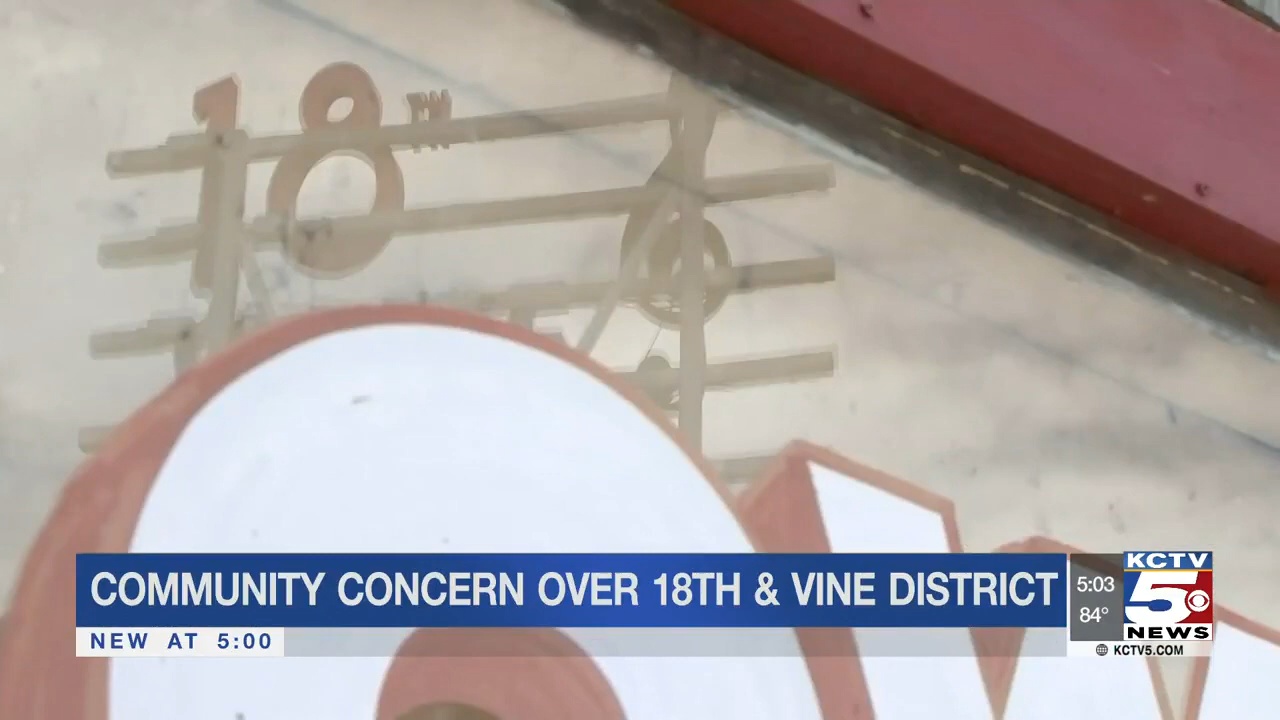 18TH
COMMUNITY CONCERN OVER 18TH & VINE DISTRICT
NEW AT 5:00
5:03
84°
KCTV
5
NEWS
KCTV5.COM